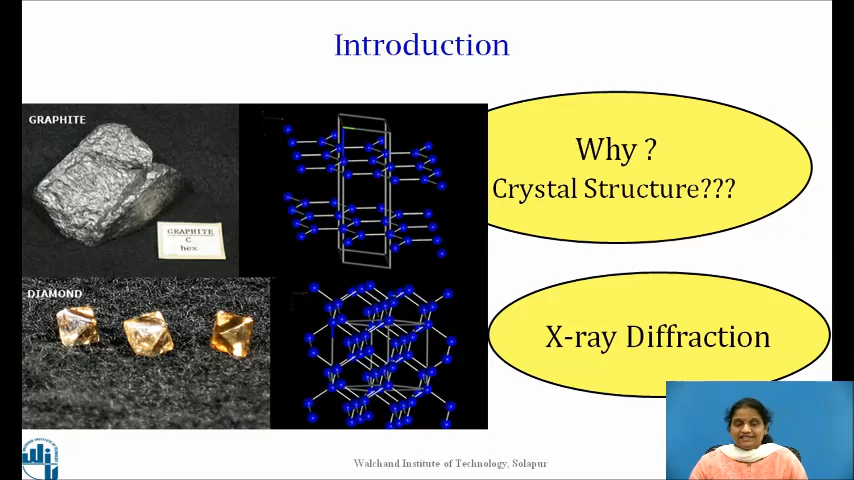 Introduction
GRAPHITE
GRAPHITE
C
hex
Why ?
Crystal Structure???
DIAMOND
X-ray Diffraction
Walchand Institute of Technology, Solapur